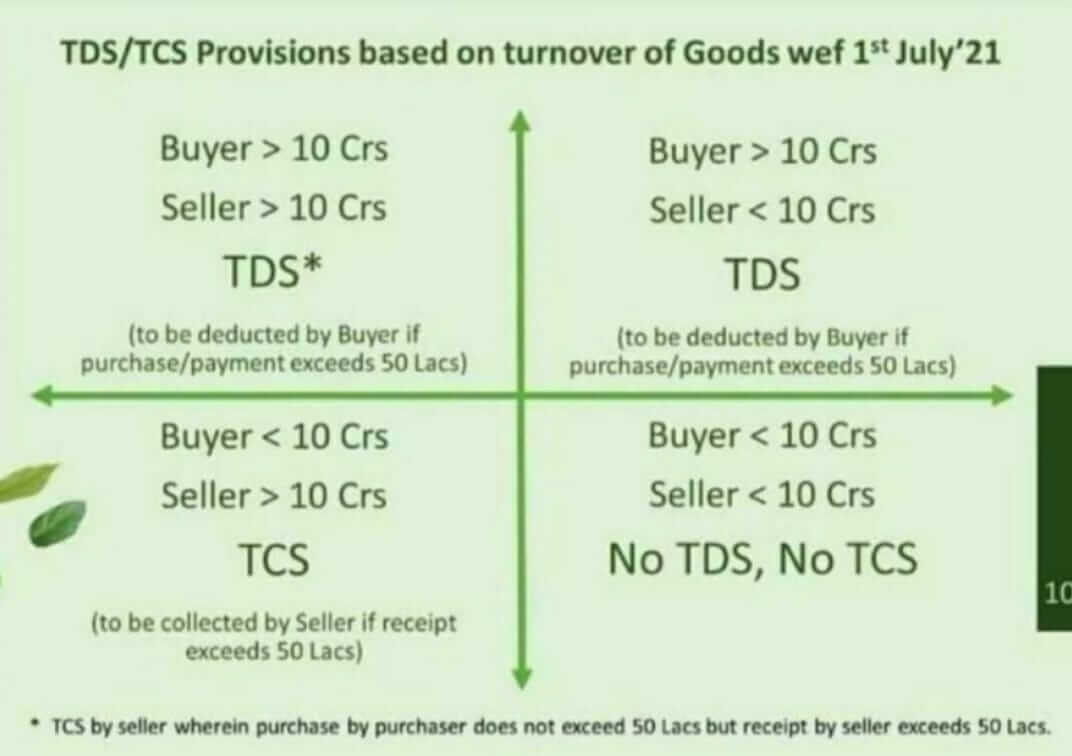 TDS/TCS Provisions based on turnover of Goods wef 1st July'21
Buyer > 10 Crs
Seller > 10 Crs
TDS*
(to be deducted by Buyer if
purchase/payment exceeds 50 Lacs)
Buyer > 10 Crs
Seller < 10 Crs
TDS
(to be deducted by Buyer if
purchase/payment exceeds 50 Lacs)
Buyer < 10 Crs
Seller > 10 Crs
TCS
(to be collected by Seller if receipt
exceeds 50 Lacs)
Buyer < 10 Crs
Seller < 10 Crs
No TDS, No TCS
10
* TCS by seller wherein purchase by purchaser does not exceed 50 Lacs but receipt by seller exceeds 50 Lacs.